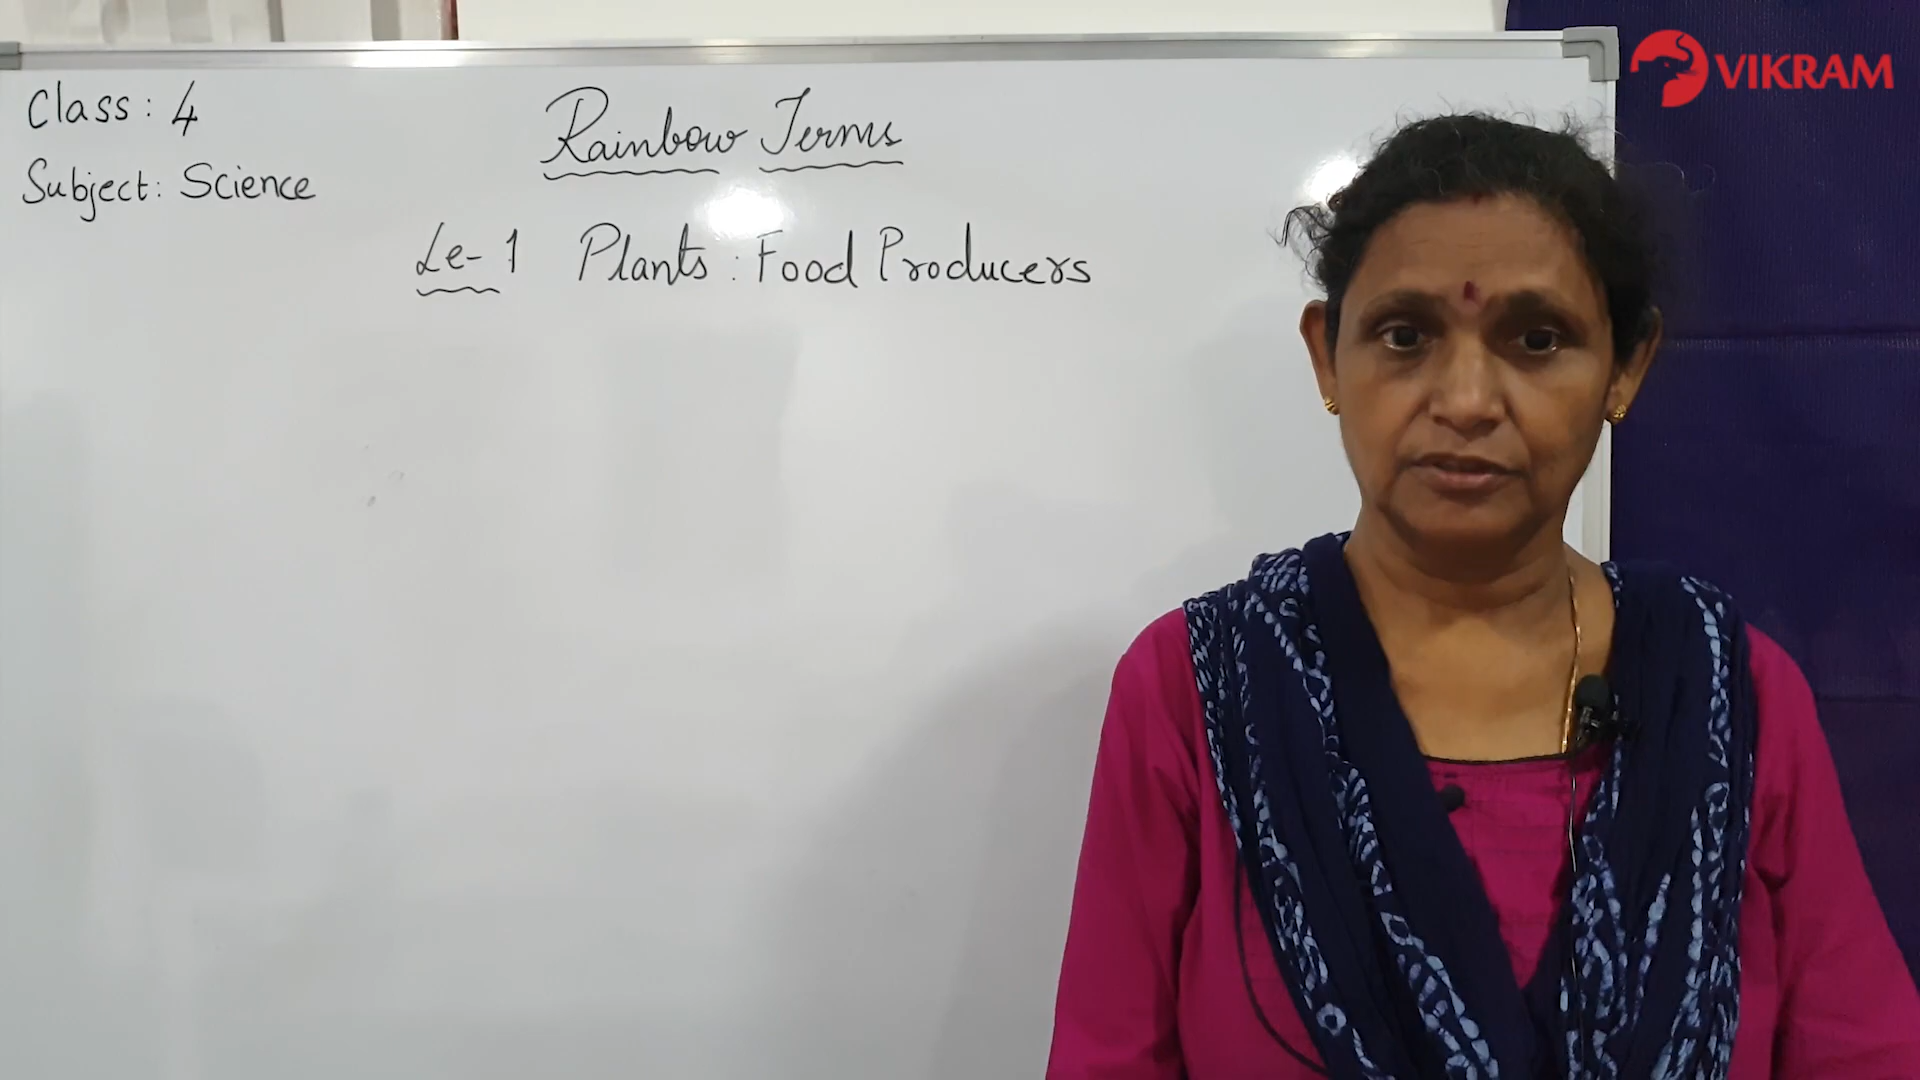 VIKRAM
Class: 4
Rainbow Terms
Subject: Science
Le-1 Plants: Food Producers